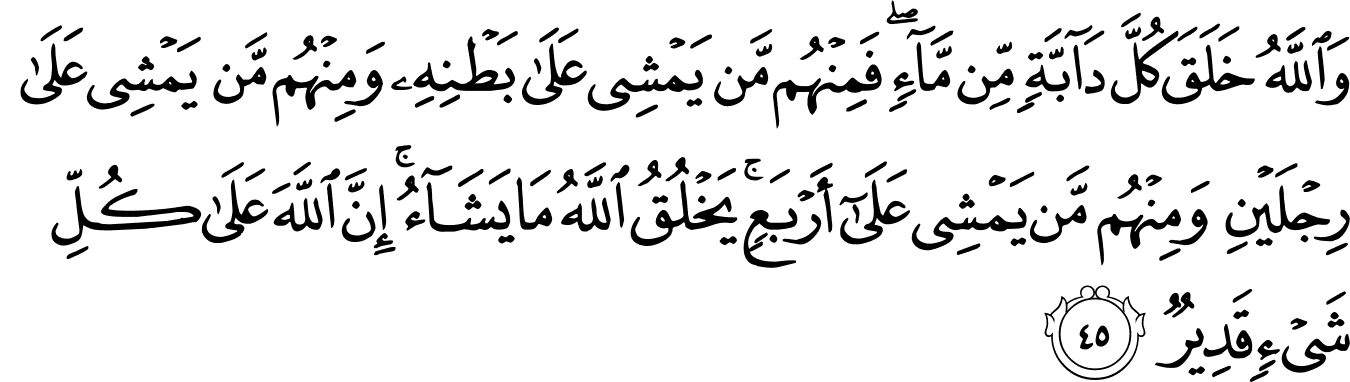 وَٱللَّهُ خَلَقَ كُلَّ دَآبَّةٍ مِّن مَّآءٍۖ فَمِنْهُم مَّن يَمْشِى عَلَىٰ بَطْنِهِۦ وَمِنْهُم مَّن يَمْشِى عَلَىٰ
رِجْلَيْنِ وَمِنْهُم مَّن يَمْشِى عَلَىٰٓ أَرْبَعٍۚ يَخْلُقُ ٱللَّهُ مَا يَشَآءُۚ إِنَّ ٱللَّهَ عَلَىٰ كُلِّ
شَىْءٍ قَدِيرٌ ٤٥